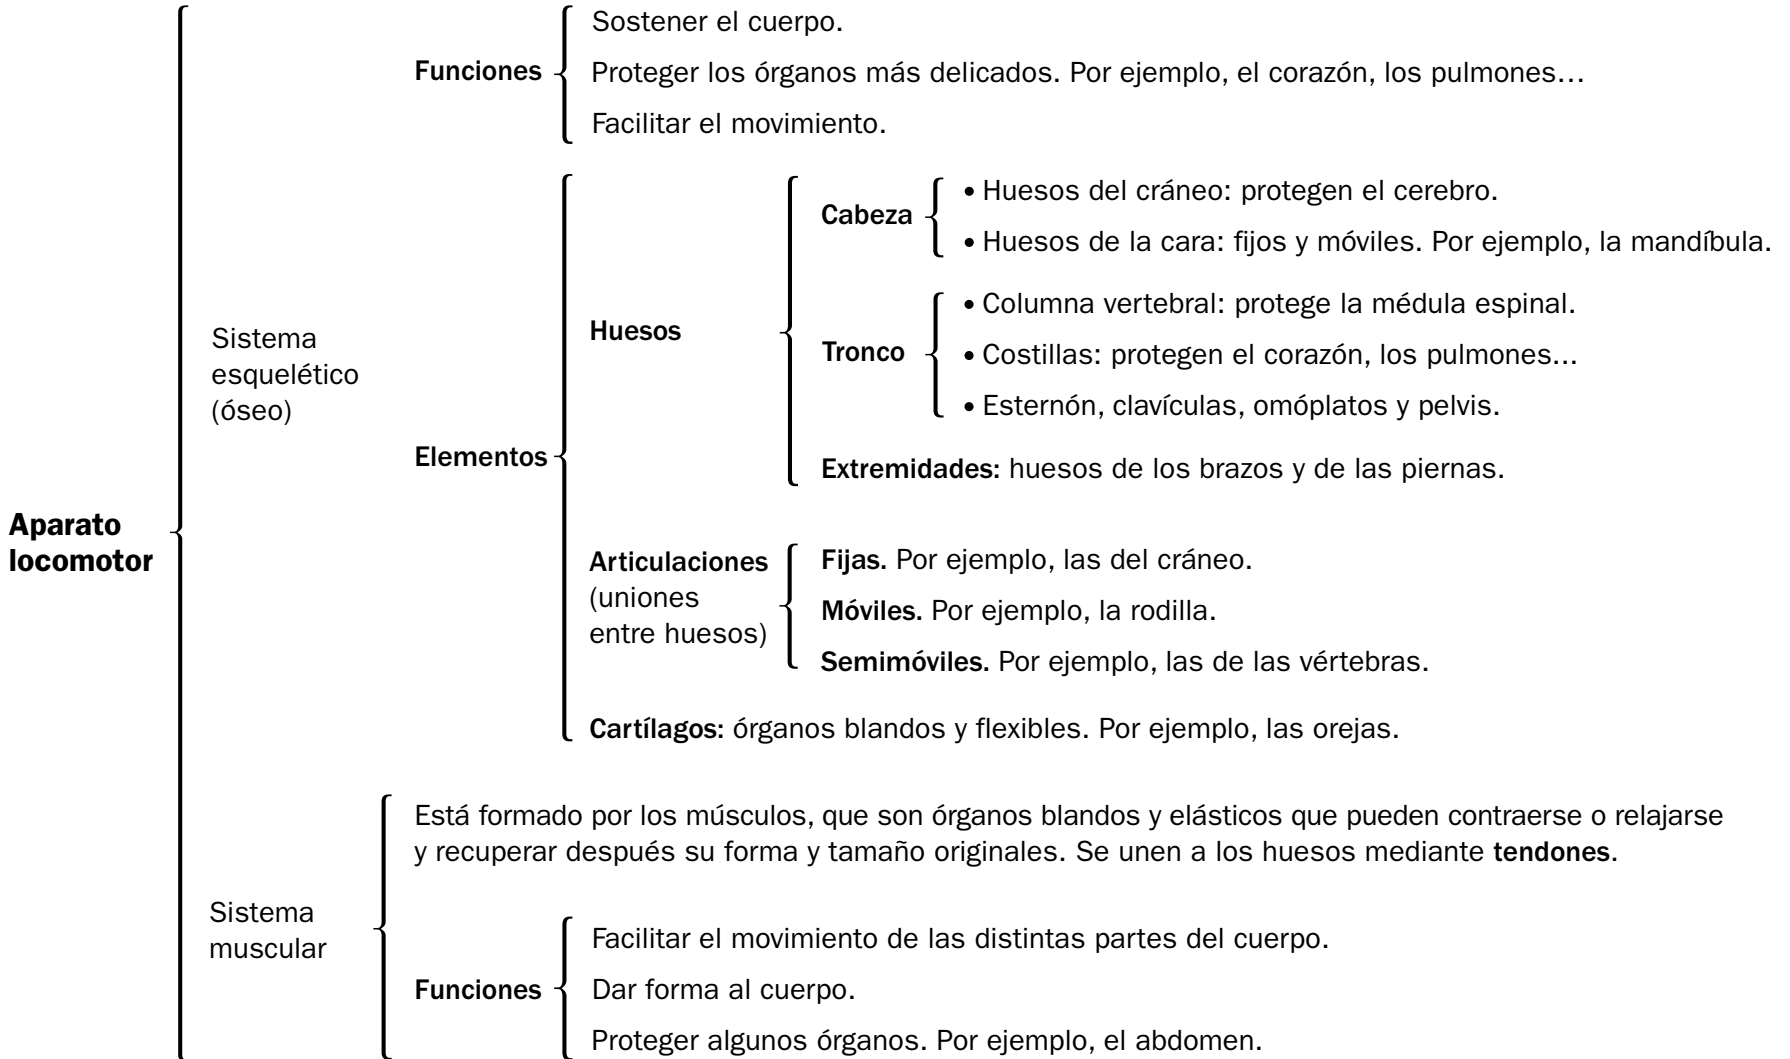 Sostener el cuerpo.
Funciones
Proteger los órganos más delicados. Por ejemplo, el corazón, los pulmones…
Facilitar el movimiento.
• Huesos del cráneo: protegen el cerebro.
Cabeza
• Huesos de la cara: fijos y móviles. Por ejemplo, la mandíbula.
• Columna vertebral: protege la médula espinal.
Huesos
Sistema
esquelético
(óseo)
Tronco
• Costillas: protegen el corazón, los pulmones…
• Esternón, clavículas, omóplatos y pelvis.
Elementos
Extremidades: huesos de los brazos y de las piernas.
Aparato
locomotor
Articulaciones
(uniones
entre huesos)
Fijas. Por ejemplo, las del cráneo.
Móviles. Por ejemplo, la rodilla.
Semimóviles. Por ejemplo, las de las vértebras.
Cartílagos: órganos blandos y flexibles. Por ejemplo, las orejas.
Está formado por los músculos, que son órganos blandos y elásticos que pueden contraerse o relajarse
y recuperar después su forma y tamaño originales. Se unen a los huesos mediante tendones.
Sistema
muscular
Facilitar el movimiento de las distintas partes del cuerpo.
Funciones
Dar forma al cuerpo.
Proteger algunos órganos. Por ejemplo, el abdomen.